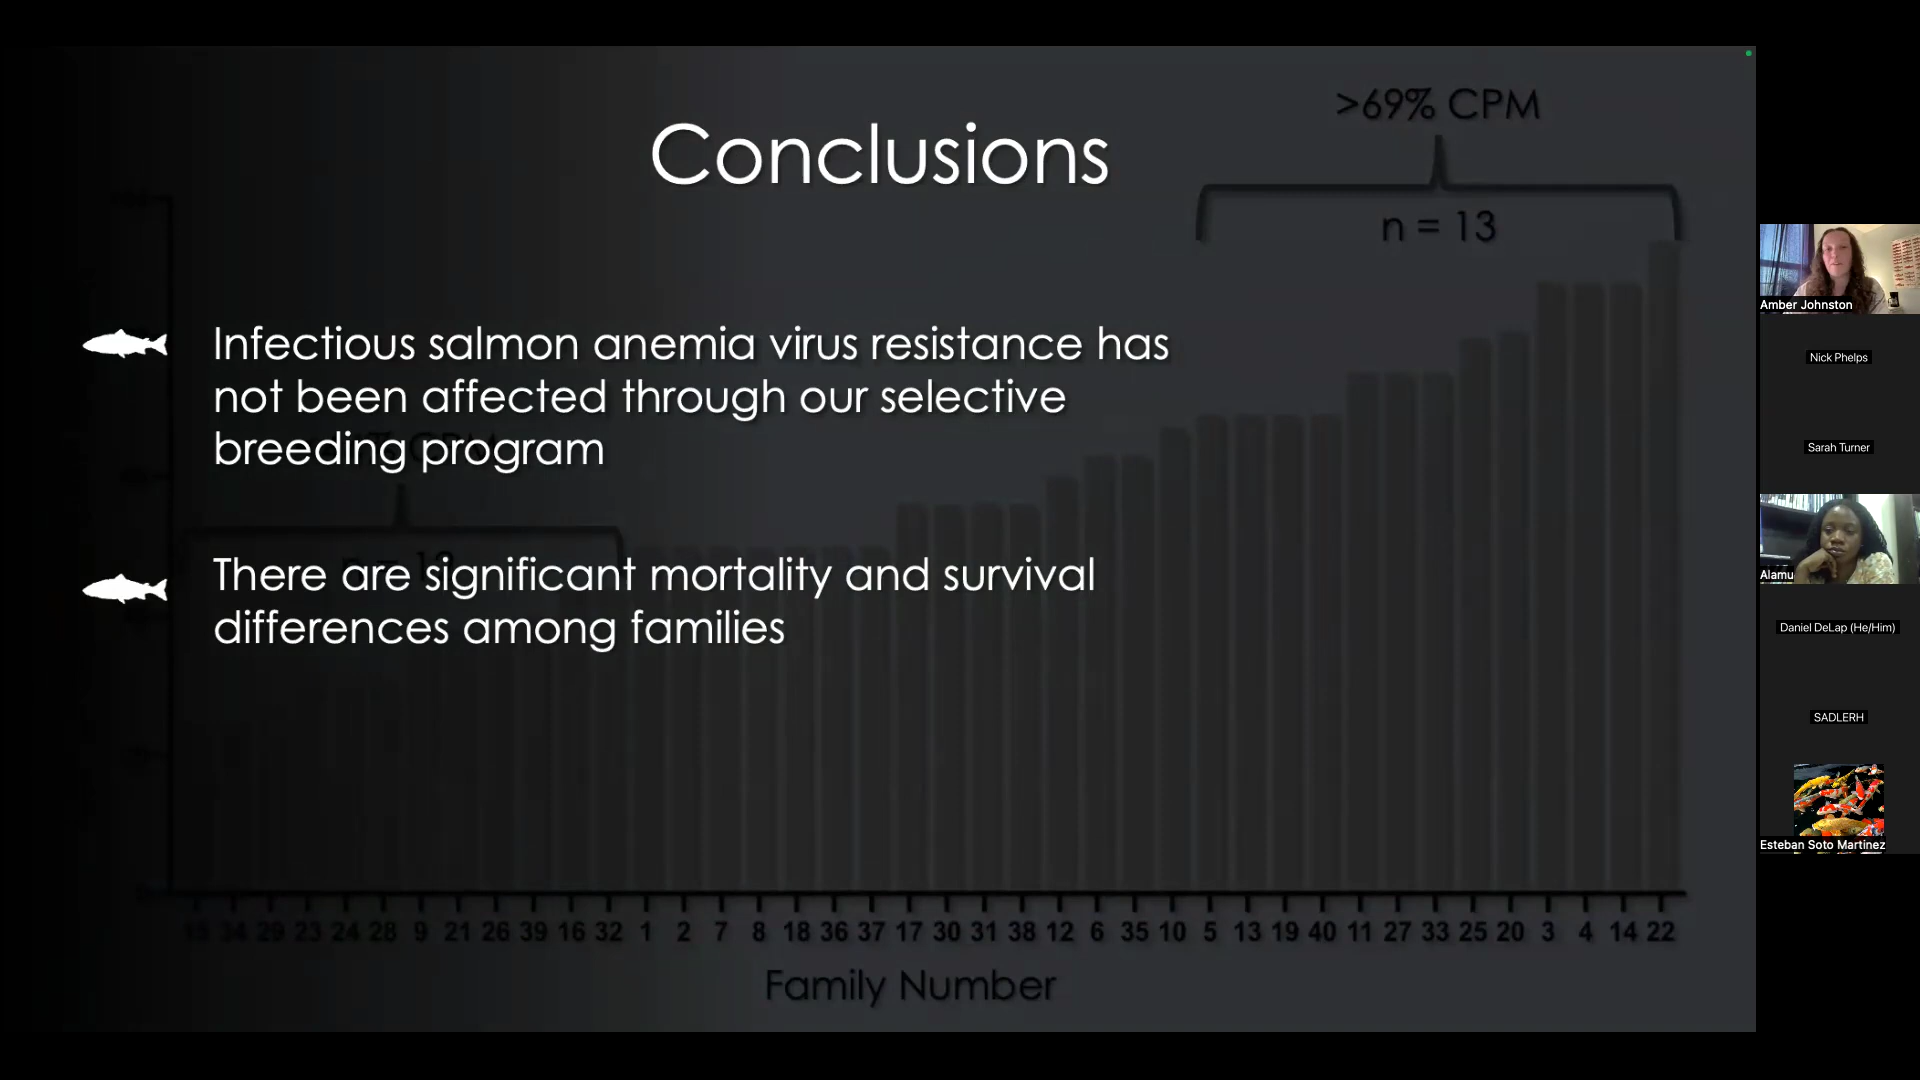 >69% CPM
Conclusions
n = 13
Infectious salmon anemia virus resistance has
not been affected through our selective
breeding program
There are significant mortality and survival
differences among families
34 29 23 24 28 9 21 26 39 16 32 1 2 7 8 18 36 37 17 30 31 38 12 6 35 10 5 13 19 40 11 27 33 25 20 3 4 14 22
Family Number
Amber Johnston
Nick Phelps
Sarah Turner
Alamu
Daniel DeLap (He/Him)
SADLERH
Esteban Soto Martinez